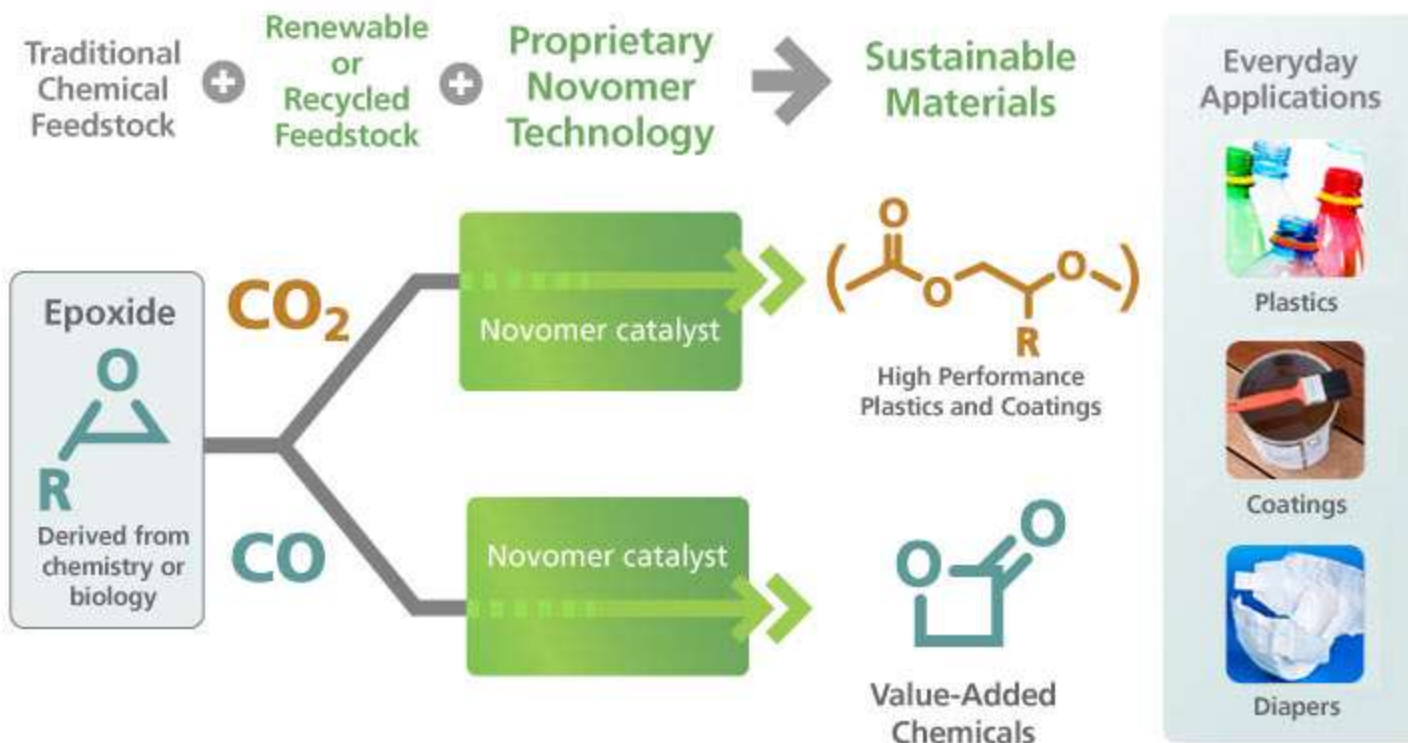 Traditional
Chemical
Feedstock
+
Renewable
or
Recycled
Feedstock
+
Proprietary
Novomer
Technology
Sustainable
Materials
Everyday
Applications
Epoxide
O
R
Derived from
chemistry or
biology
CO₂
Novomer catalyst
( O O O R )
High Performance
Plastics and Coatings
CO
Novomer catalyst
O O
Value-Added
Chemicals
Plastics
Coatings
Diapers